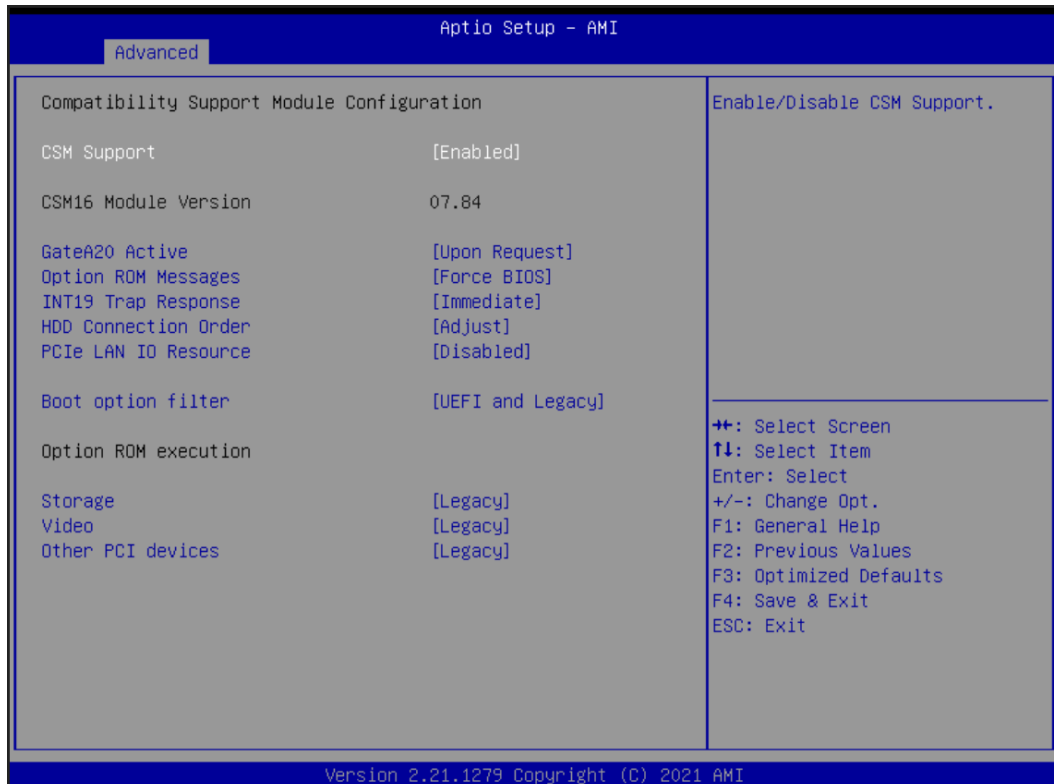 Aptio Setup – AMI
Advanced
Compatibility Support Module Configuration
CSM Support [Enabled]
CSM16 Module Version 07.84
GateA20 Active [Upon Request]
Option ROM Messages [Force BIOS]
INT19 Trap Response [Immediate]
HDD Connection Order [Adjust]
PCIe LAN IO Resource [Disabled]
Boot option filter [UEFI and Legacy]
Option ROM execution
Storage [Legacy]
Video [Legacy]
Other PCI devices [Legacy]
Enable/Disable CSM Support.
→←: Select Screen
↑↓: Select Item
Enter: Select
+/-: Change Opt.
F1: General Help
F2: Previous Values
F3: Optimized Defaults
F4: Save & Exit
ESC: Exit
Version 2.21.1279 Copyright (C) 2021 AMI